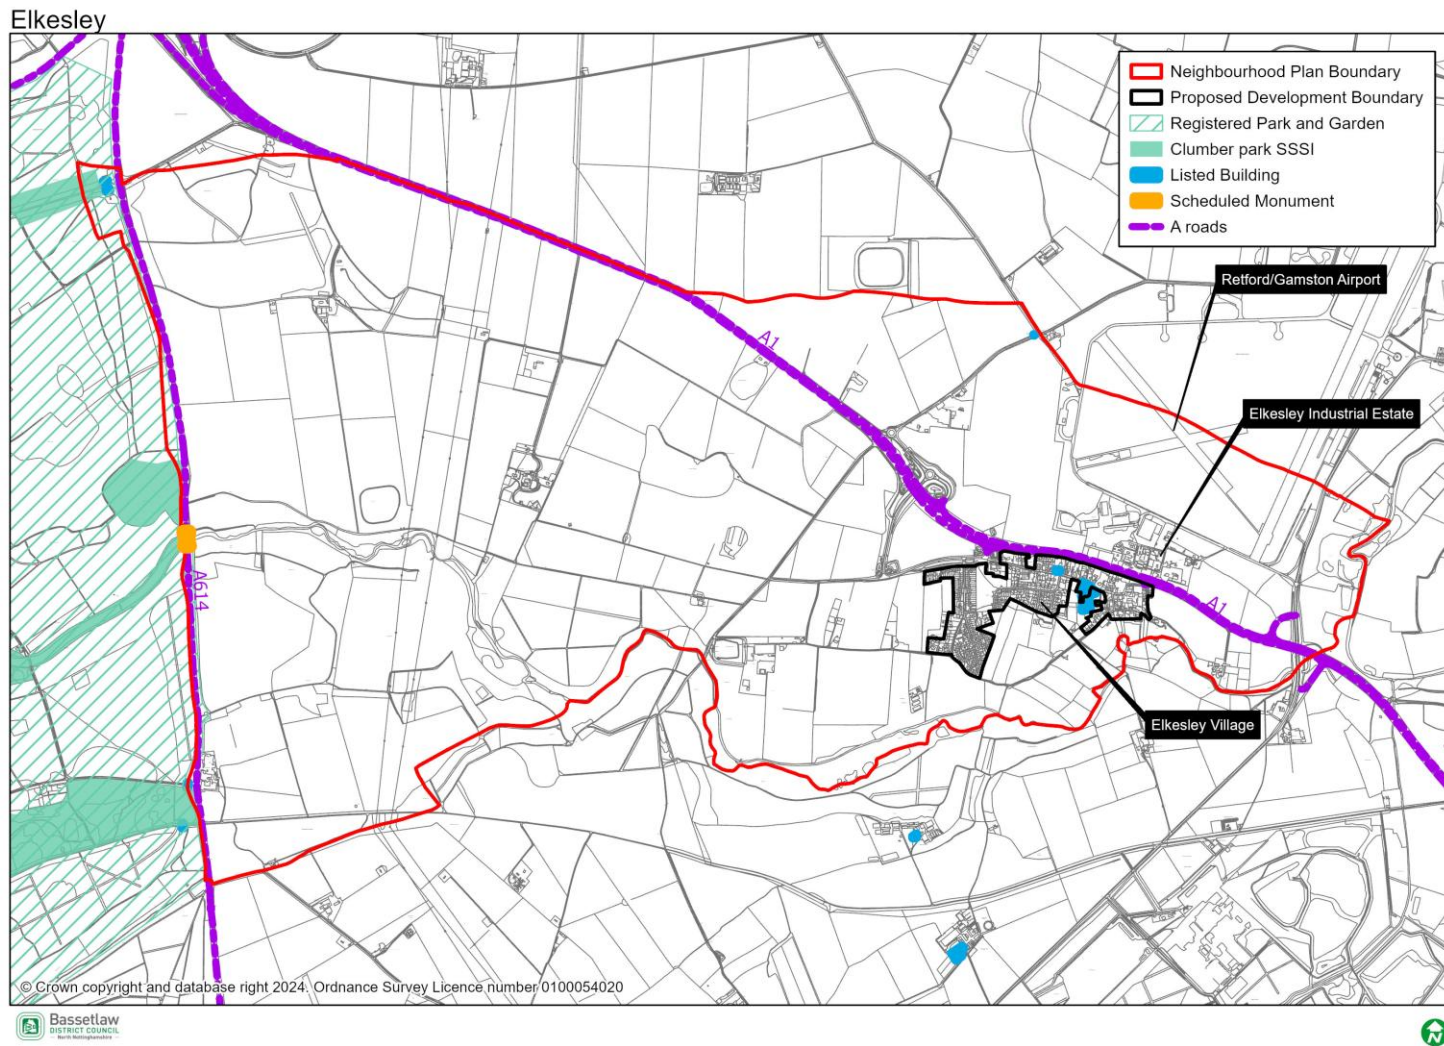 Elkesley
Neighbourhood Plan Boundary
Proposed Development Boundary
Registered Park and Garden
Clumber park SSSI
Listed Building
Scheduled Monument
A roads
Retford/Gamston Airport
A1
Elkesley Industrial Estate
A614
A1
Elkesley Village
© Crown copyright and database right 2024. Ordnance Survey Licence number 0100054020
Bassetlaw
DISTRICT COUNCIL
North Nottinghamshire
N